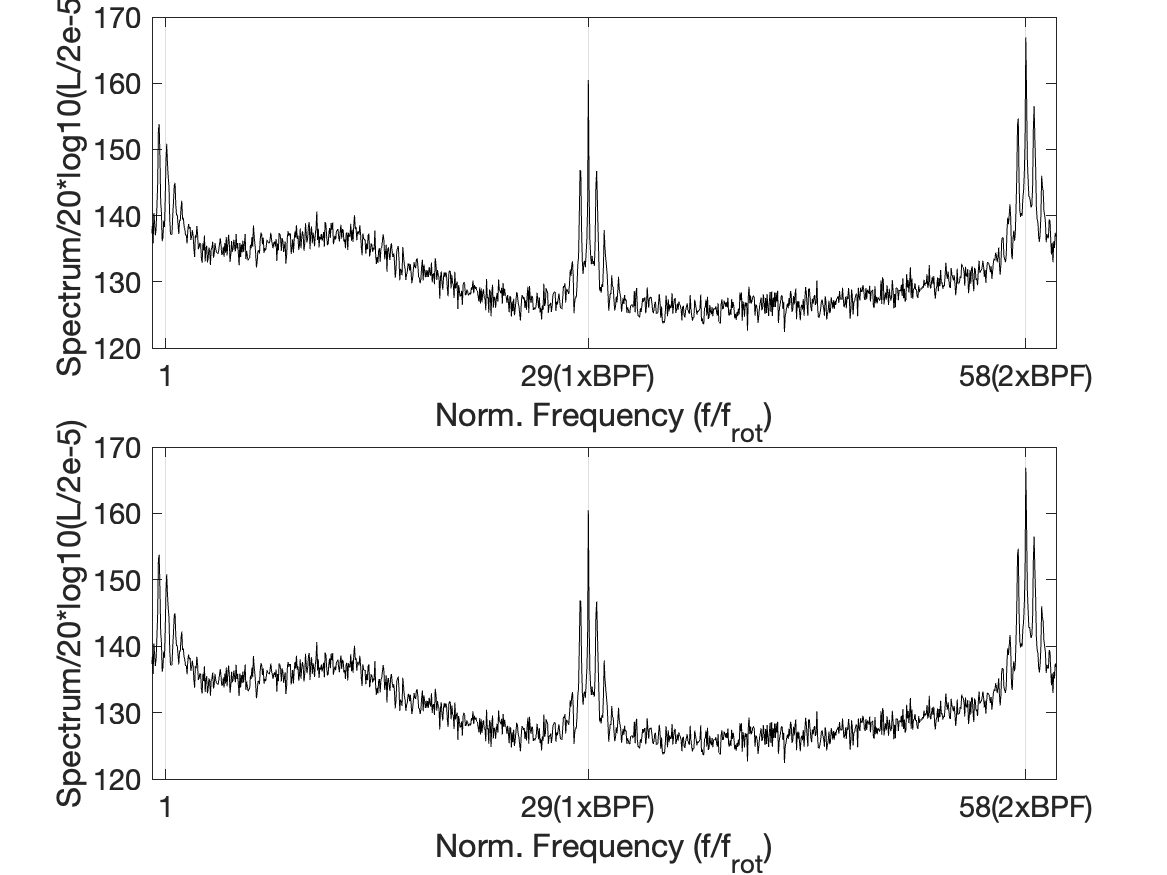 Spectrum/20*log10(L/2e-5
170
160
150
140
130
120
1 29(1xBPF) 58(2xBPF)
Norm. Frequency (f/frot)
Spectrum/20*log10(L/2e-5)
170
160
150
140
130
120
1 29(1xBPF) 58(2xBPF)
Norm. Frequency (f/frot)